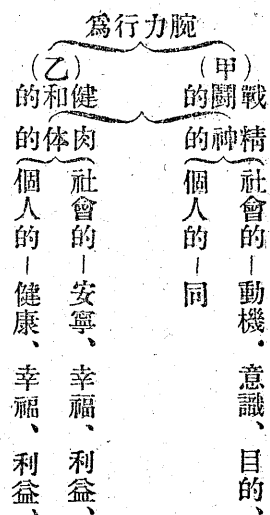 腕力行爲
(甲)
戰鬪的
精神的
社會的—動機．意識、目的、
個人的—同
(乙)
健和的
肉体的
社會的—安寧、幸福、利益、
個人的—健康、幸福、利益、